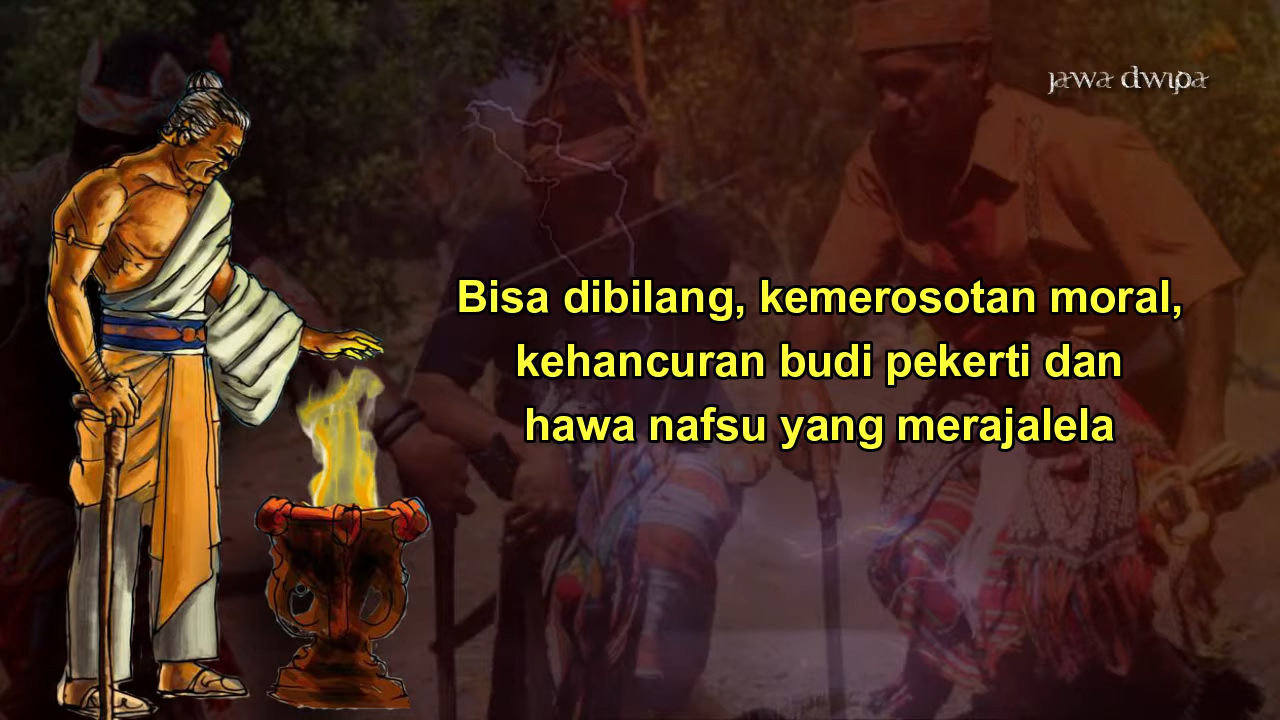 jawa dwipa
Bisa dibilang, kemerosotan moral,
kehancuran budi pekerti dan
hawa nafsu yang merajalela